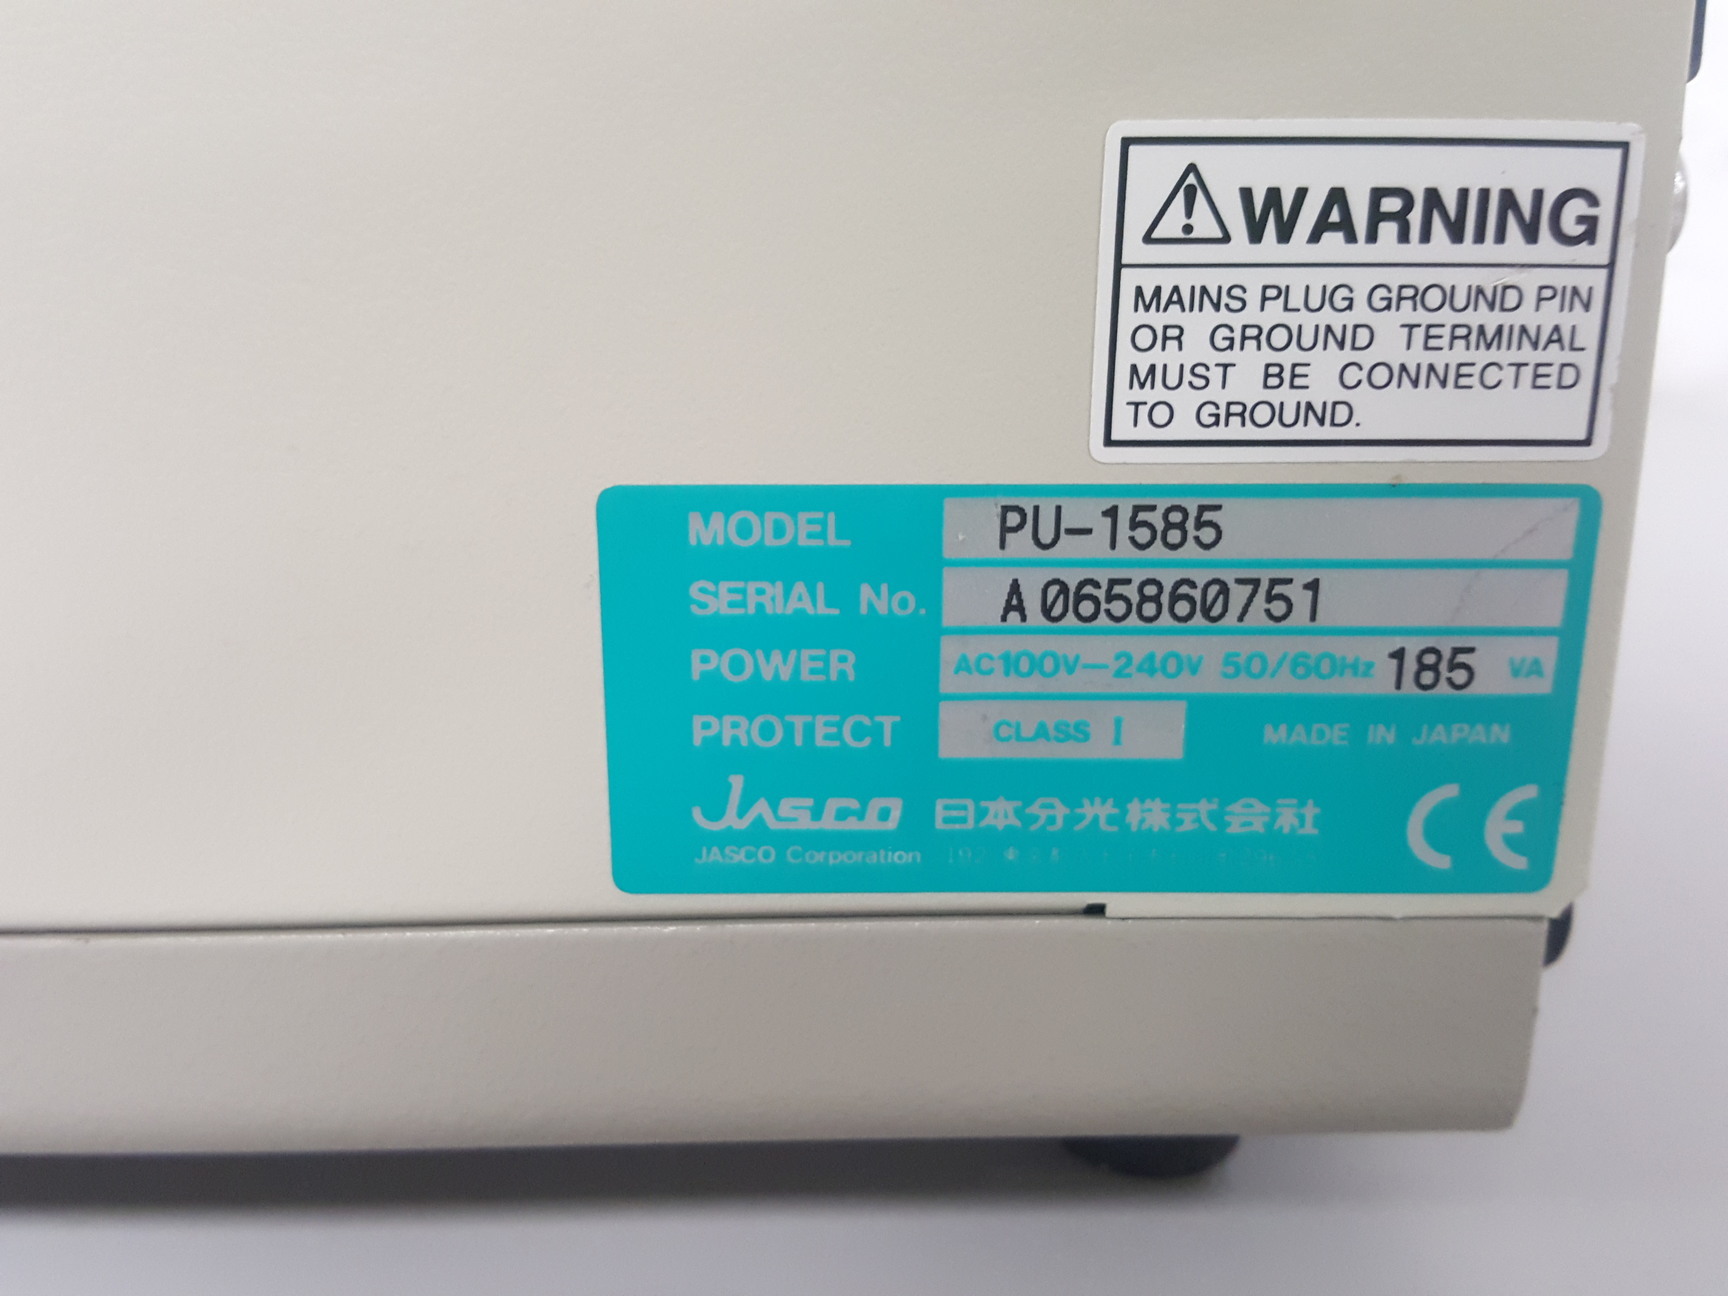 WARNING
MAINS PLUG GROUND PIN
OR GROUND TERMINAL
MUST BE CONNECTED
TO GROUND.
MODEL PU-1585
SERIAL No. A065860751
POWER AC100V-240V 50/60Hz 185 VA
PROTECT CLASS I MADE IN JAPAN
JASCO 日本分光株式会社 CE
JASCO Corporation